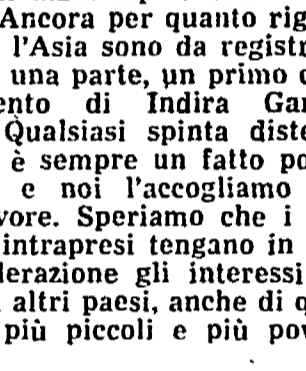 Ancora per quanto rig
l'Asia sono da registr
una parte, un primo
ento di Indira Gar
Qualsiasi spinta diste
è sempre un fatto po
e noi l'accogliamo
vore. Speriamo che i
intrapresi tengano in
derazione gli interessi
altri paesi, anche di q
più piccoli e più pov